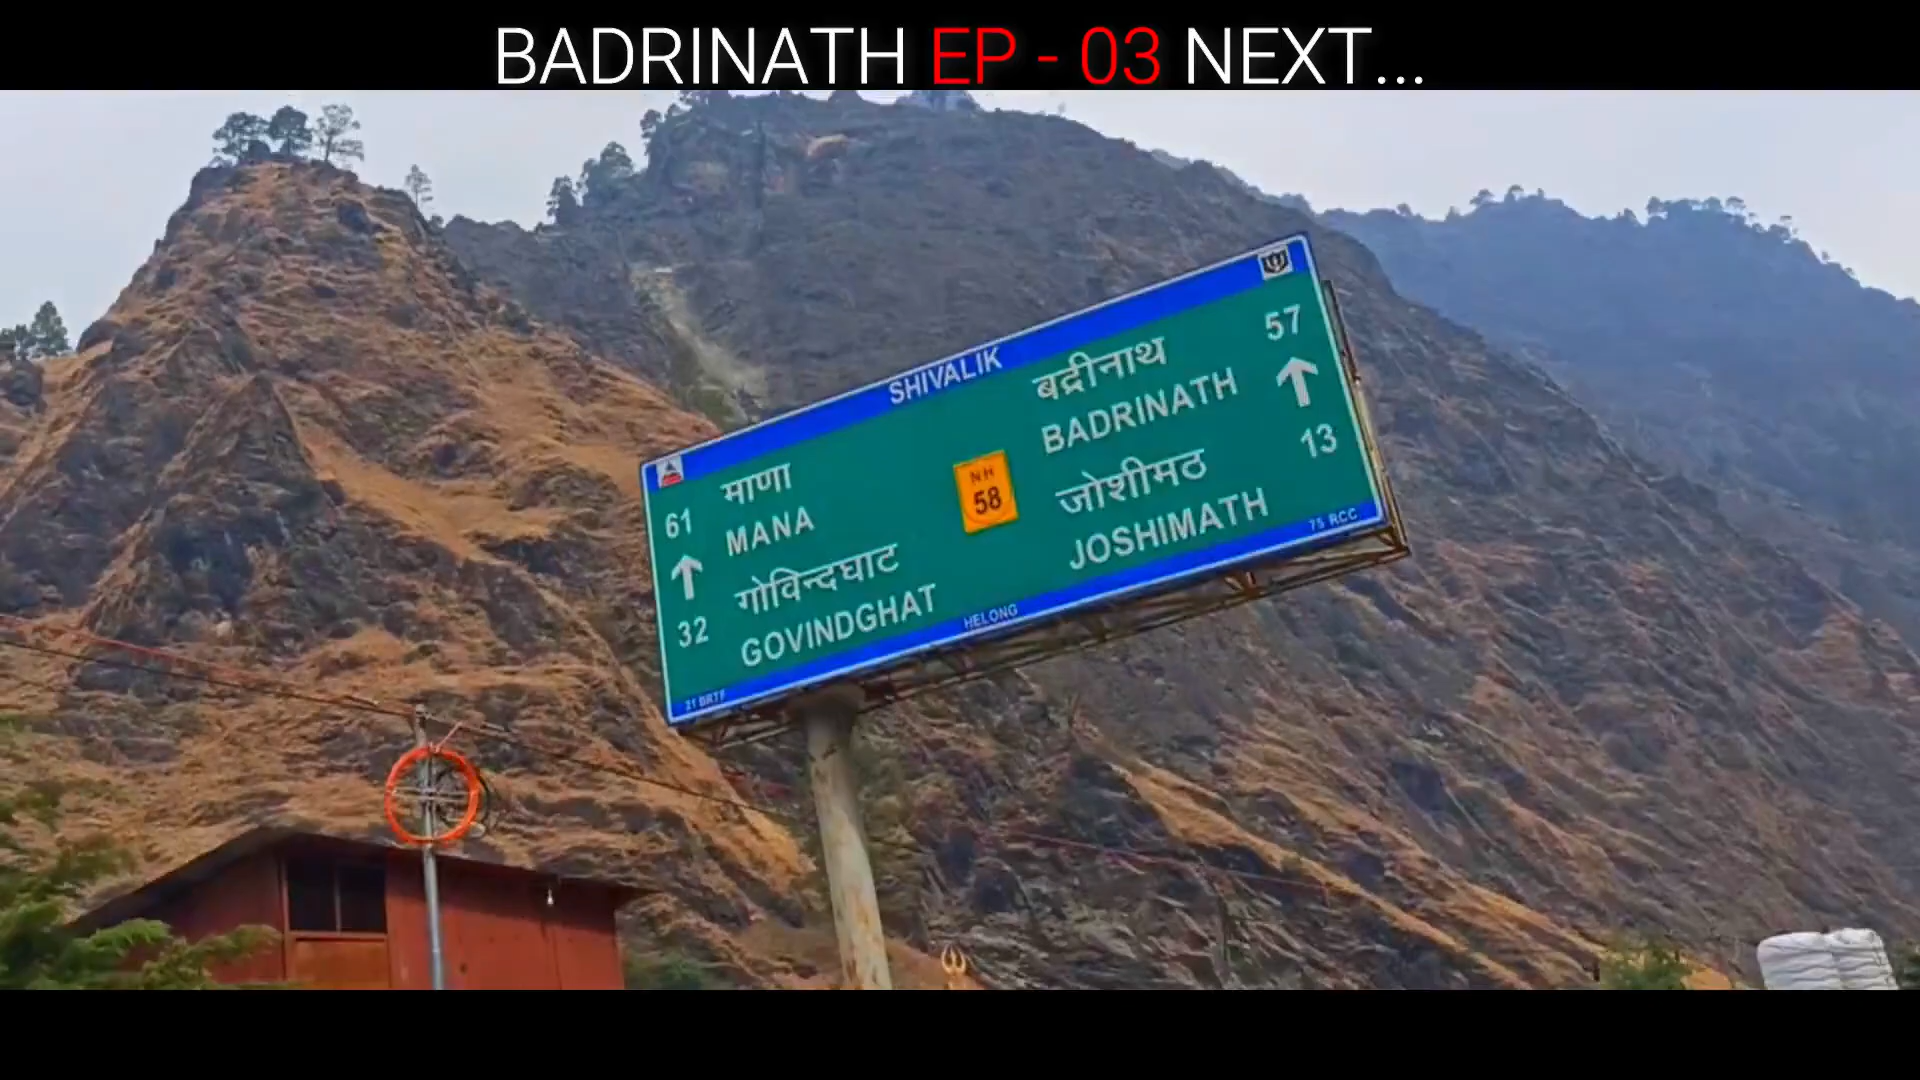 BADRINATH EP - 03 NEXT...
SHIVALIK
61 माणा
MANA
32 गोविन्दघाट
GOVINDGHAT
NH
58
बद्रीनाथ 57
BADRINATH
जोशीमठ 13
JOSHIMATH
21 BRTF
HELONG
75 RCC